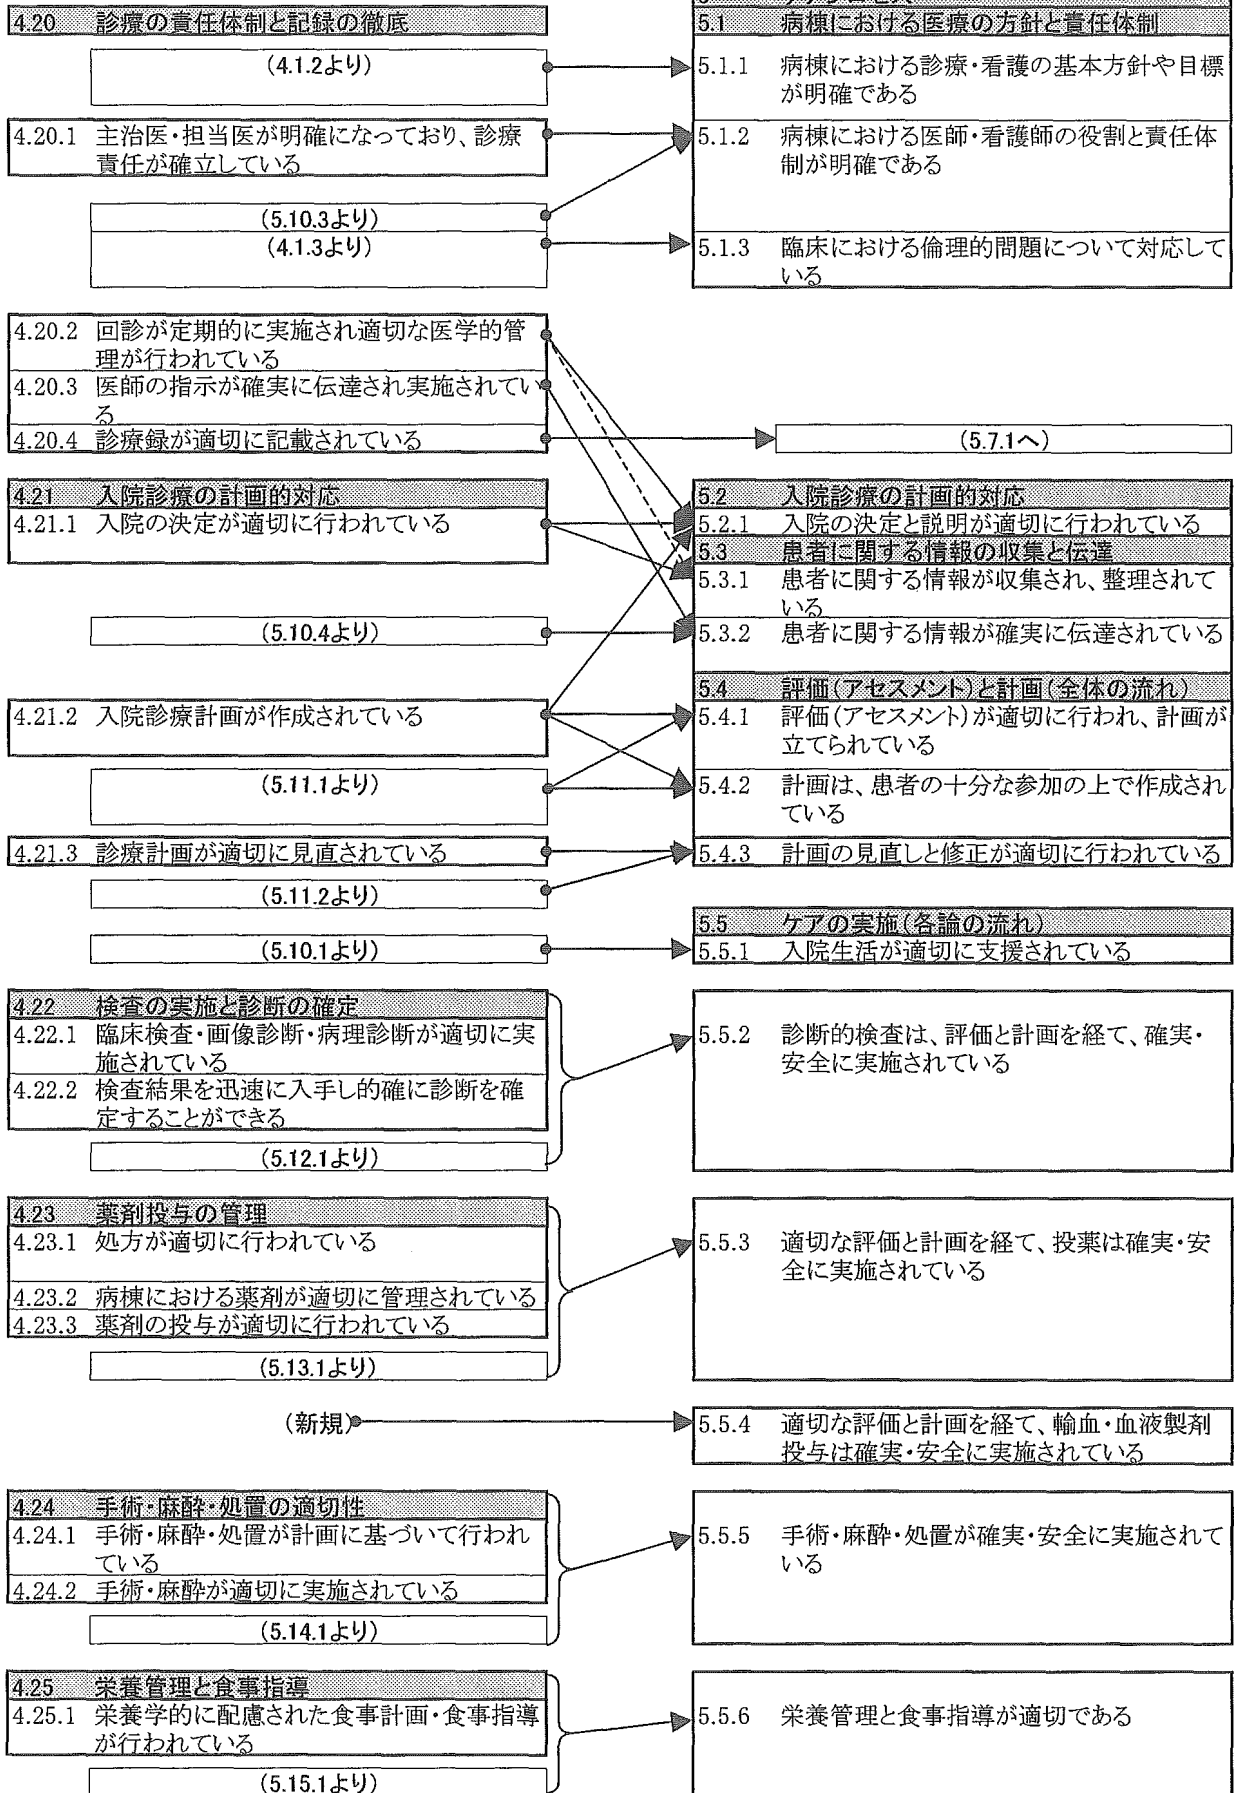 4.20 診療の責任体制と記録の徹底
(4.1.2より)
4.20.1 主治医・担当医が明確になっており、診療
責任が確立している
(5.10.3より)
(4.1.3より)
4.20.2 回診が定期的に実施され適切な医学的管
理が行われている
4.20.3 医師の指示が確実に伝達され実施されてい
る
4.20.4 診療録が適切に記載されている
4.21 入院診療の計画的対応
4.21.1 入院の決定が適切に行われている
(5.10.4より)
4.21.2 入院診療計画が作成されている
(5.11.1より)
4.21.3 診療計画が適切に見直されている
(5.11.2より)
(5.10.1より)
4.22 検査の実施と診断の確定
4.22.1 臨床検査・画像診断・病理診断が適切に実
施されている
4.22.2 検査結果を迅速に入手し的確に診断を確
定することができる
(5.12.1より)
4.23 薬剤投与の管理
4.23.1 処方が適切に行われている
4.23.2 病棟における薬剤が適切に管理されている
4.23.3 薬剤の投与が適切に行われている
(5.13.1より)
(新規)
4.24 手術・麻酔・処置の適切性
4.24.1 手術・麻酔・処置が計画に基づいて行われ
ている
4.24.2 手術・麻酔が適切に実施されている
(5.14.1より)
4.25 栄養管理と食事指導
4.25.1 栄養学的に配慮された食事計画・食事指導
が行われている
(5.15.1より)
5.1 病棟における医療の方針と責任体制
5.1.1 病棟における診療・看護の基本方針や目標
が明確である
5.1.2 病棟における医師・看護師の役割と責任体
制が明確である
5.1.3 臨床における倫理的問題について対応して
いる
(5.7.1へ)
5.2 入院診療の計画的対応
5.2.1 入院の決定と説明が適切に行われている
5.3 患者に関する情報の収集と伝達
5.3.1 患者に関する情報が収集され、整理されて
いる
5.3.2 患者に関する情報が確実に伝達されている
5.4 評価(アセスメント)と計画(全体の流れ)
5.4.1 評価(アセスメント)が適切に行われ、計画が
立てられている
5.4.2 計画は、患者の十分な参加の上で作成され
ている
5.4.3 計画の見直しと修正が適切に行われている
5.5 ケアの実施(各論の流れ)
5.5.1 入院生活が適切に支援されている
5.5.2 診断的検査は、評価と計画を経て、確実・
安全に実施されている
5.5.3 適切な評価と計画を経て、投薬は確実・安
全に実施されている
5.5.4 適切な評価と計画を経て、輸血・血液製剤
投与は確実・安全に実施されている
5.5.5 手術・麻酔・処置が確実・安全に実施されて
いる
5.5.6 栄養管理と食事指導が適切である